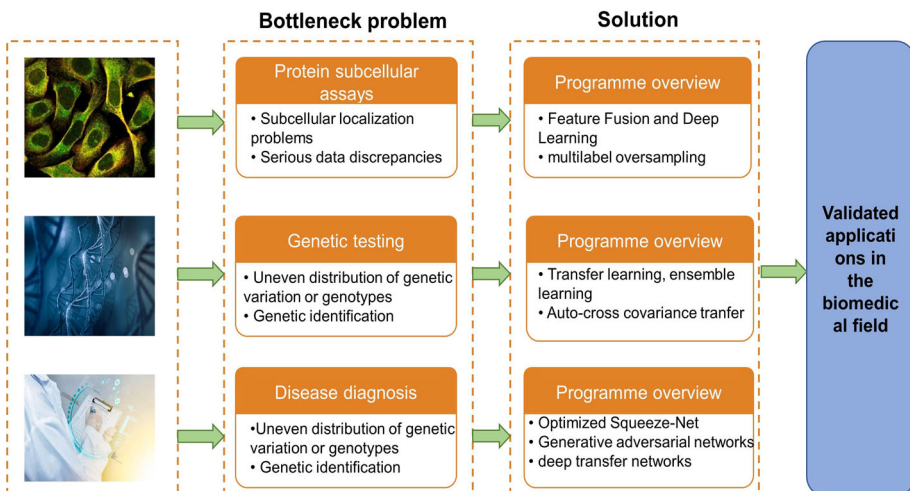 Bottleneck problem
Solution
Protein subcellular
assays
• Subcellular localization
problems
• Serious data discrepancies
Programme overview
• Feature Fusion and Deep
Learning
• multilabel oversampling
Genetic testing
• Uneven distribution of genetic
variation or genotypes
• Genetic identification
Programme overview
• Transfer learning, ensemble
learning
• Auto-cross covariance tranfer
Disease diagnosis
•Uneven distribution of genetic
variation or genotypes
• Genetic identification
Programme overview
• Optimized Squeeze-Net
• Generative adversarial networks
• deep transfer networks
Validated
applicati
ons in
the
biomedic
al field